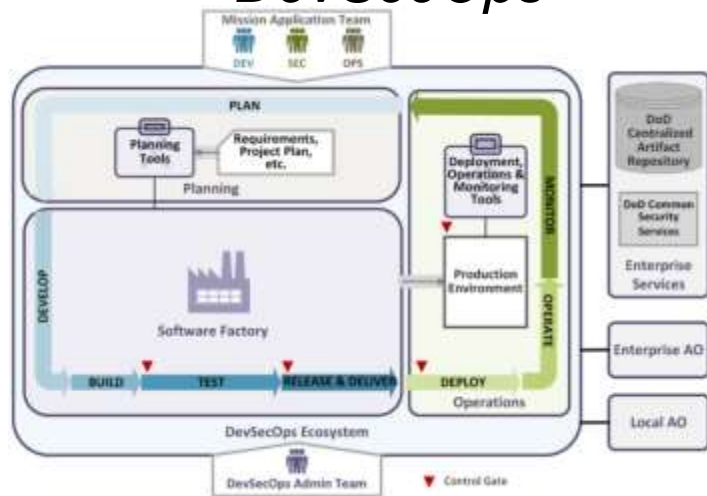 DevSecOps
Mission Application Team
DEV
SEC
OPS
PLAN
Planning
Tools
Requirements,
Project Plan,
etc.
Planning
Deployment,
Operations &
Monitoring
Tools
MONITOR
Production
Environment
DEVELOP
Software Factory
OPERATE
BUILD
TEST
RELEASE & DELIVER
DEPLOY
Operations
DevSecOps Ecosystem
DevSecOps Admin Team
Control Gate
DoD
Centralized
Artifact
Repository
DoD Common
Security
Services
Enterprise
Services
Enterprise AO
Local AO